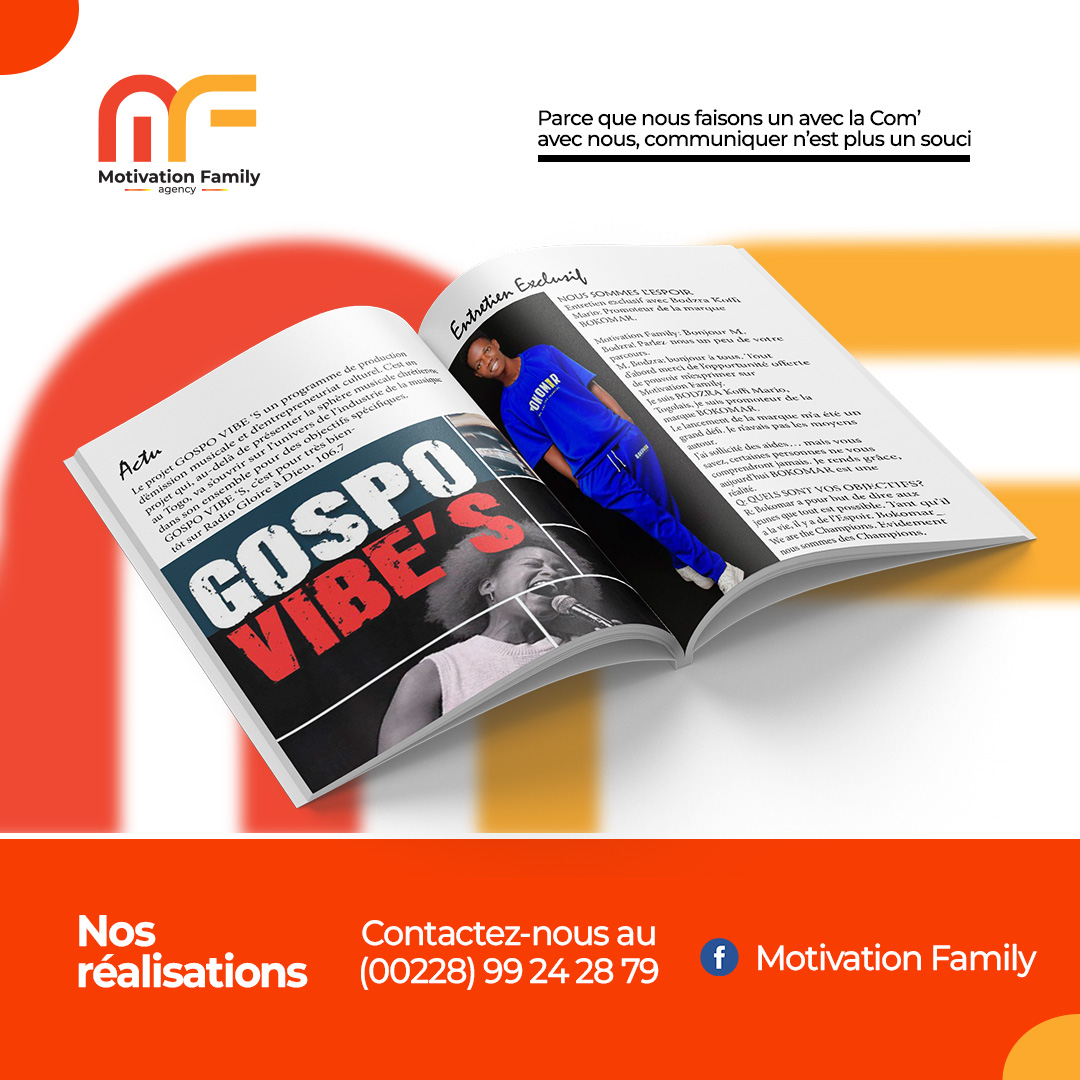 MF
Motivation Family
agency
Parce que nous faisons un avec la Com'
avec nous, communiquer n'est plus un souci
Actu
Le projet GOSPO VIBE 'S un programme de production
d'émission musicale et d'entrepreneuriat culturel. C'est un
projet qui, au-delà de présenter la sphère musicale chrétienne
au Togo, va s'ouvrir sur l'univers de l'industrie de la musique
dans son ensemble pour des objectifs spécifiques.
GOSPO VIBE 'S, c'est pour très bien-
tôt sur Radio Gloire à Dieu, 106,7
GOSPO
VIBE'S
Entretien Exclusif
NOUS SOMMES L'ESPOIR
Entretien exclusif avec Bodzra Koffi
Mario: Promoteur de la marque
BOKOMAR.
Motivation Family: Bonjour M.
Bodzra! Parlez-nous un peu de votre
parcours.
M. Bodzra: bonjour à tous. Tout
d'abord merci de l'opportunité offerte
de pouvoir m'exprimer sur
Motivation Family.
Je suis BODZRA Koffi Mario,
Togolais, je suis promoteur de la
marque BOKOMAR.
Le lancement de la marque m'a été un
grand défi. Je n'avais pas les moyens
autour.
J'ai sollicité des aides... mais vous
savez, certaines personnes ne vous
comprendront jamais. Je rends grâce,
aujourd'hui BOKOMAR est une
réalité.
Q: QUELS SONT VOS OBJECTIFS?
R: Bokomar a pour but de dire aux
jeunes que tout est possible. Tant qu'il
a la vie, il y a de l'Espoir. Bokomar_
We are the Champions. Evidement
nous sommes des Champions.
Nos
réalisations
Contactez-nous au
(00228) 99 24 28 79
Motivation Family